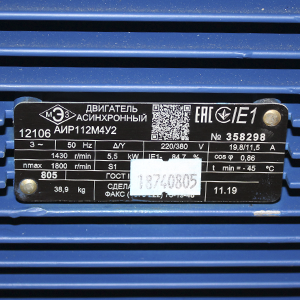 МЭЗ
ДВИГАТЕЛЬ
АСИНХРОННЫЙ
ЕАС IE1
12106 АИР112М4У2
№ 358298
3 ~ 50 Hz Δ/Y 220/380 V 19.8/11,5 A
1430 r/min 5,5 kW IE1- 84,7 % cos φ 0,86
nmax 1800 r/min S1 t min = - 45°C
805 ГОСТ
18740805
38,9 kg СДЕЛА 11.19
ФАКС